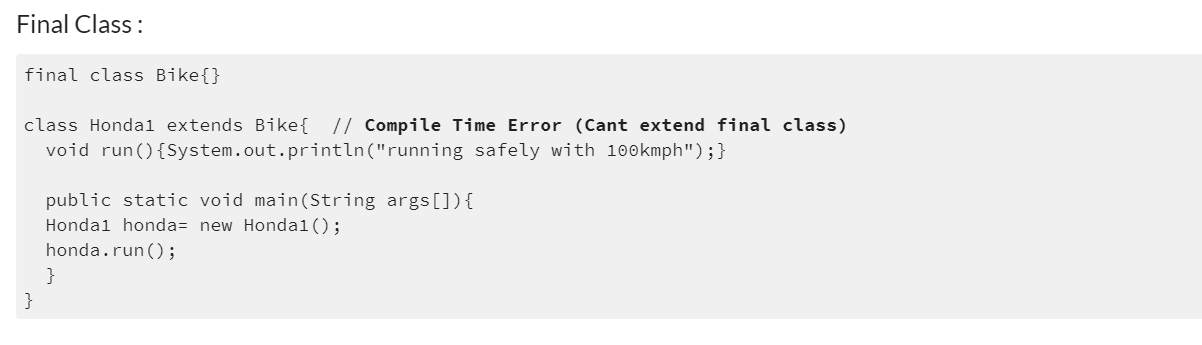 Final Class :
final class Bike{}
class Honda1 extends Bike{  // Compile Time Error (Cant extend final class)
void run(){System.out.println("running safely with 100kmph");}
public static void main(String args[]){
Honda1 honda= new Honda1();
honda.run();
}
}